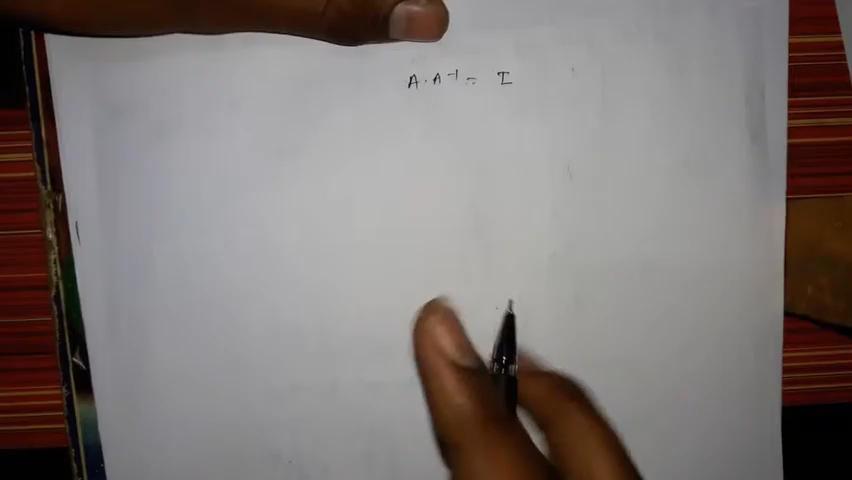 A · A⁻¹ = I